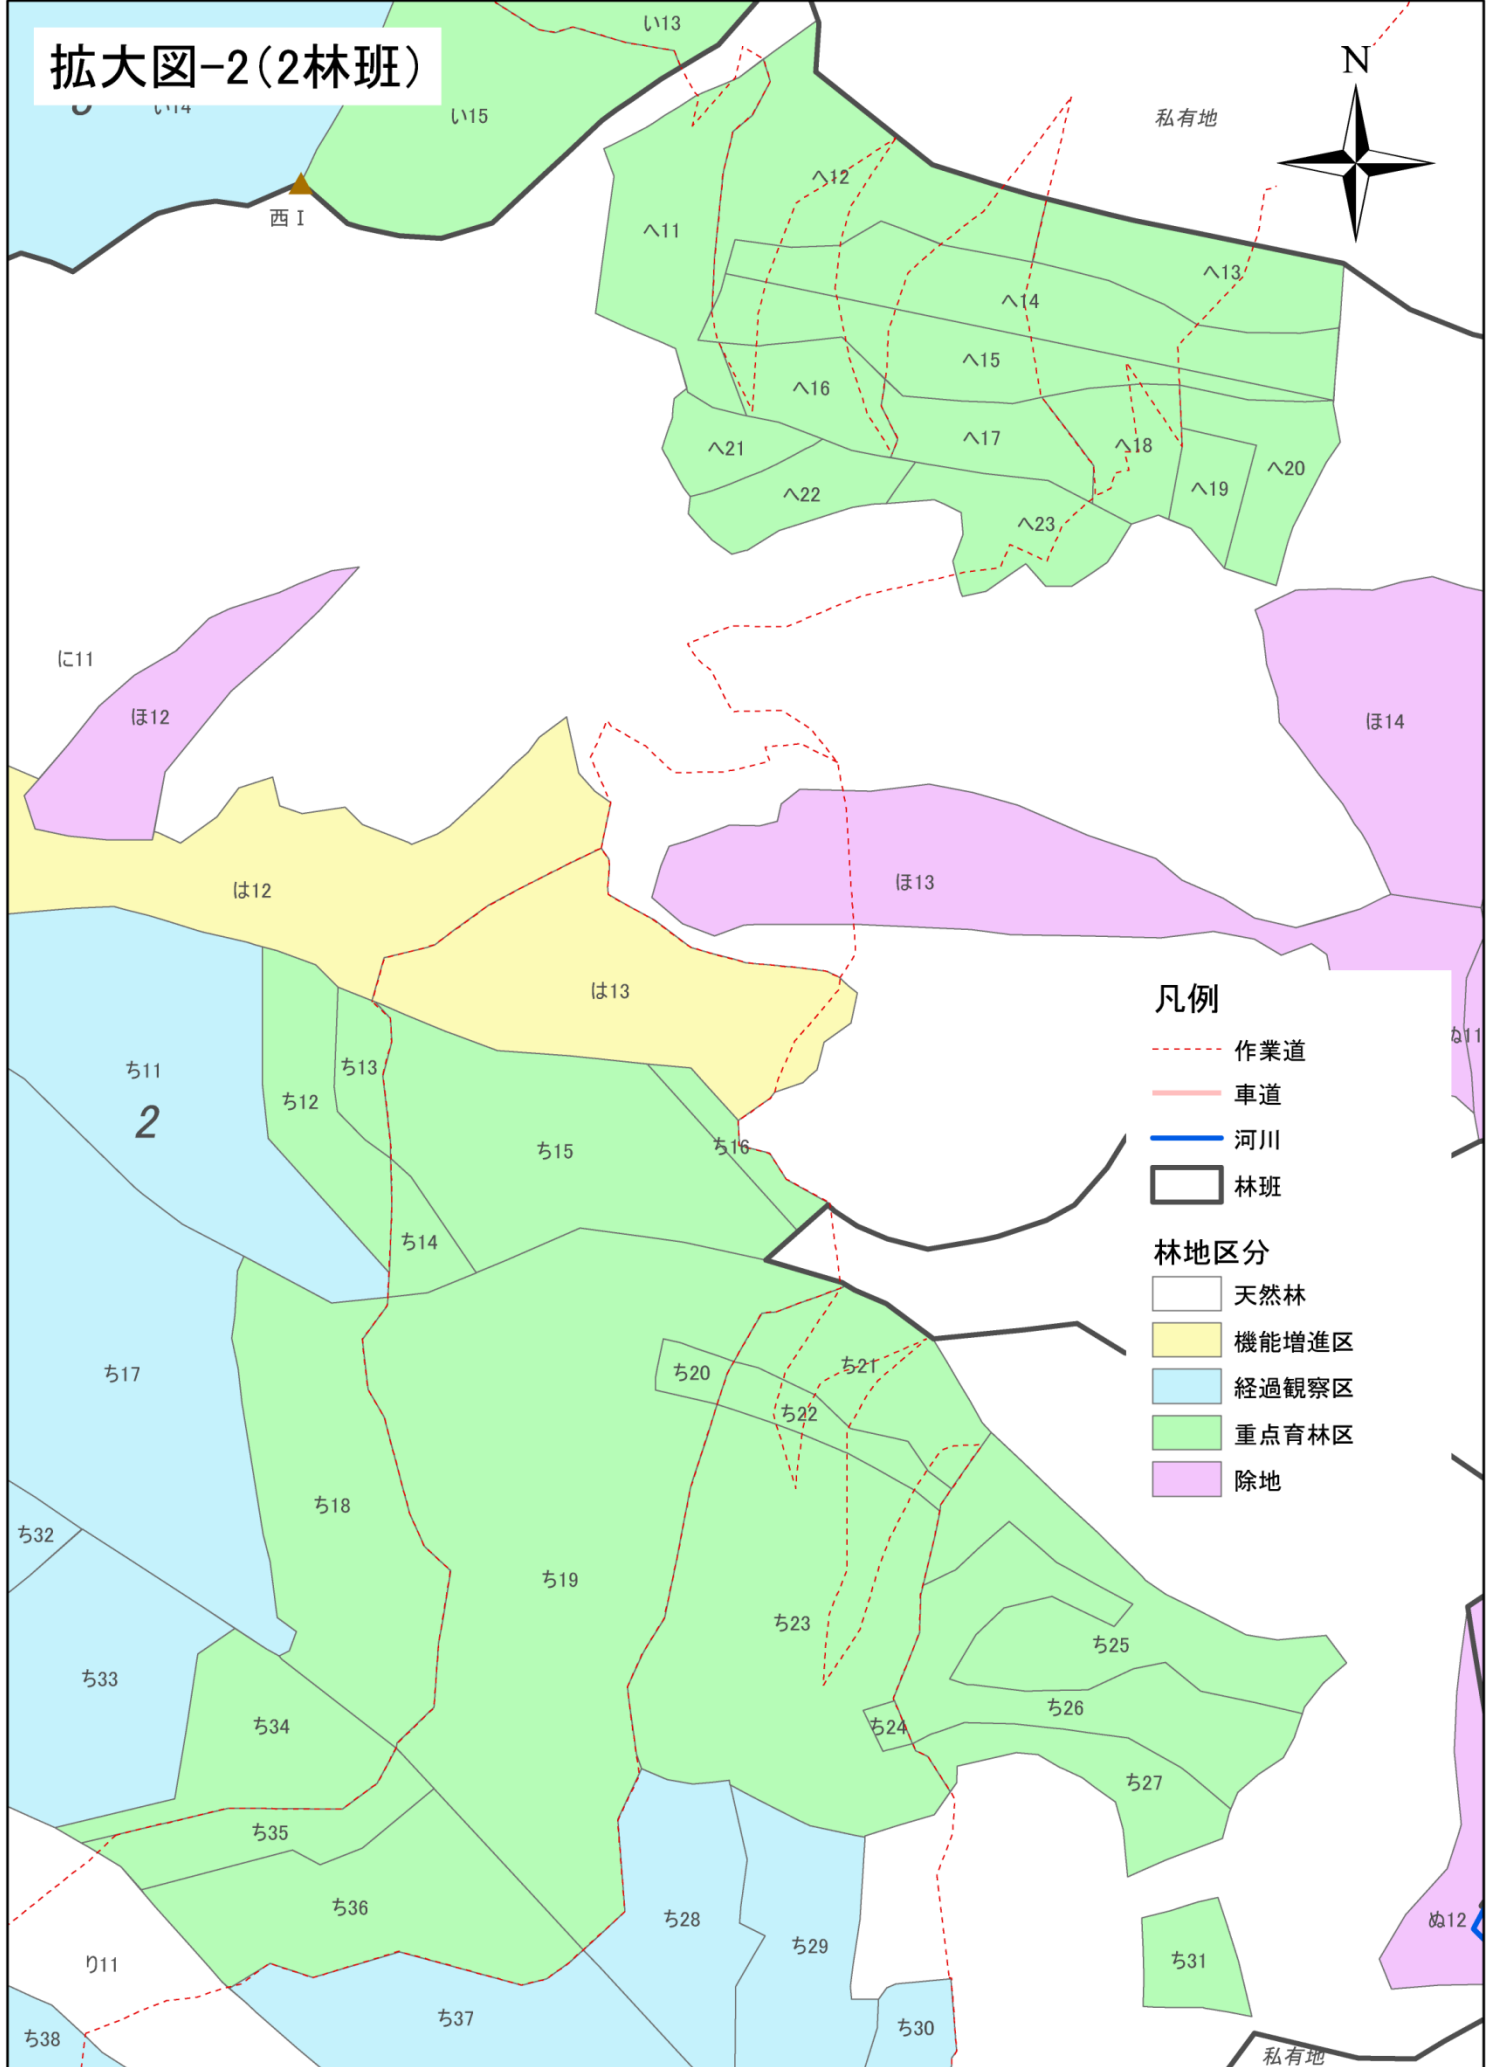 拡大図-2(2林班)
い13
い14
い15
西Ⅰ
私有地
N
へ11
へ12
へ13
へ14
へ15
へ16
へ17
へ18
へ19
へ20
へ21
へ22
へ23
に11
ほ12
ほ14
ほ13
は12
は13
凡例
作業道
車道
河川
林班
林地区分
天然林
機能増進区
経過観察区
重点育林区
除地
ぬ11
ち11
2
ち12
ち13
ち14
ち15
ち16
ち17
ち18
ち19
ち20
ち21
ち22
ち23
ち24
ち25
ち26
ち27
ち32
ち33
ち34
ち35
ち36
ち28
ち29
ち30
ち31
ぬ12
り11
ち37
ち38
私有地